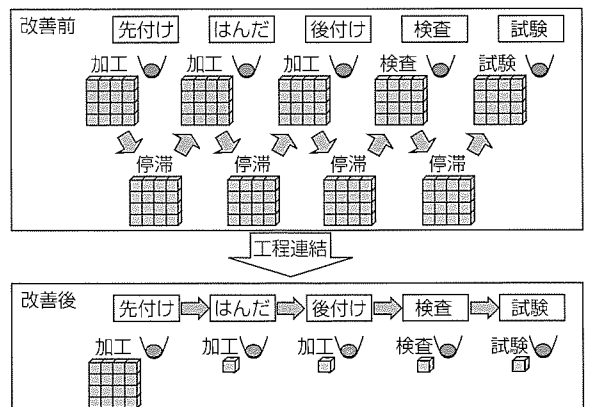 改善前
先付け はんだ 後付け 検査 試験
加工 加工 加工 検査 試験
停滞 停滞 停滞 停滞
工程連結
改善後
先付け はんだ 後付け 検査 試験
加工 加工 加工 検査 試験